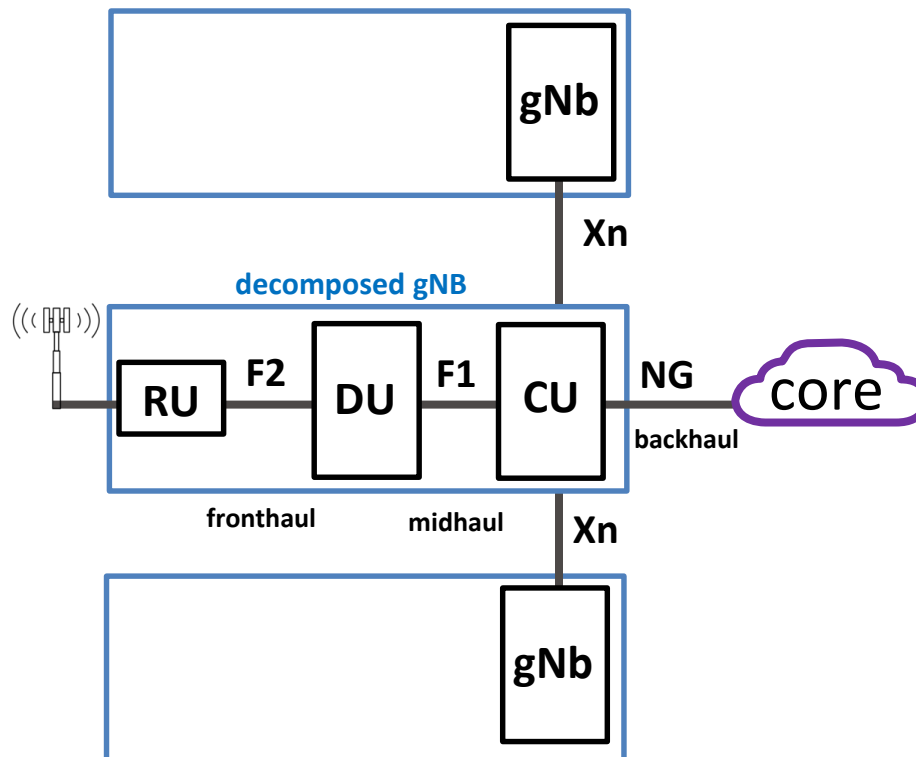 gNb
Xn
decomposed gNB
RU
F2
DU
F1
CU
NG
core
backhaul
fronthaul
midhaul
Xn
gNb